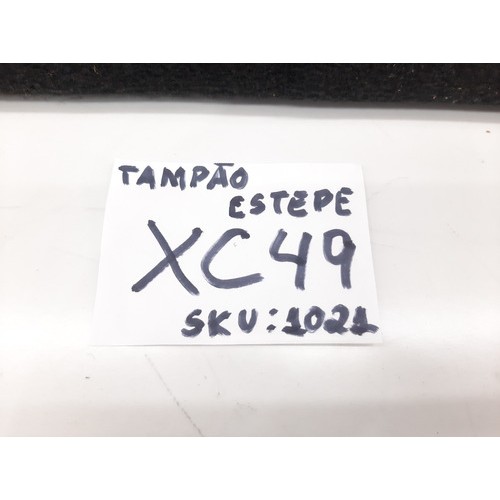 TAMPÃO
ESTEPE
XC49
SKU:1021